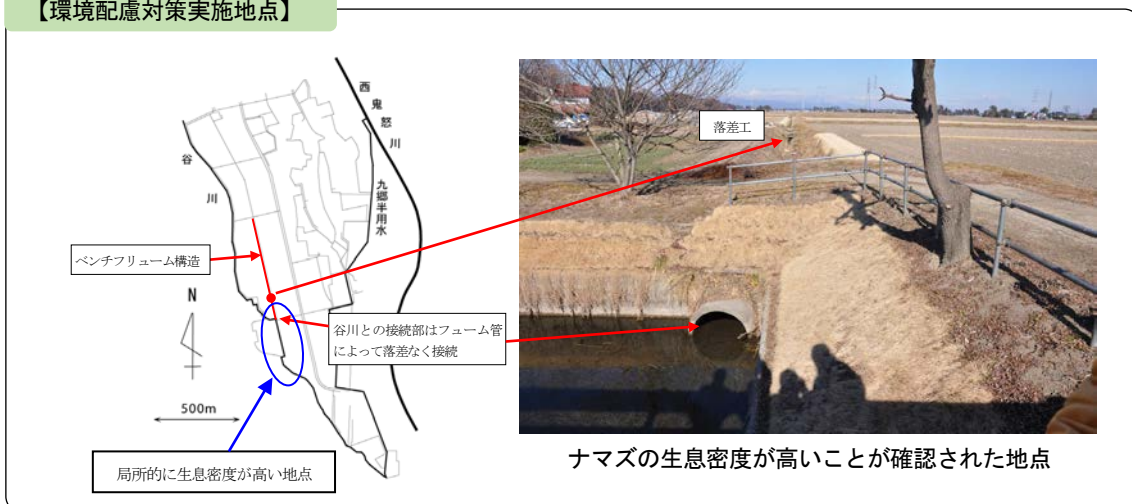 【環境配慮対策実施地点】
西鬼怒川
九郷半用水
谷川
落差工
ベンチフリューム構造
N
谷川との接続部はフューム管
によって落差なく接続
500m
局所的に生息密度が高い地点
ナマズの生息密度が高いことが確認された地点